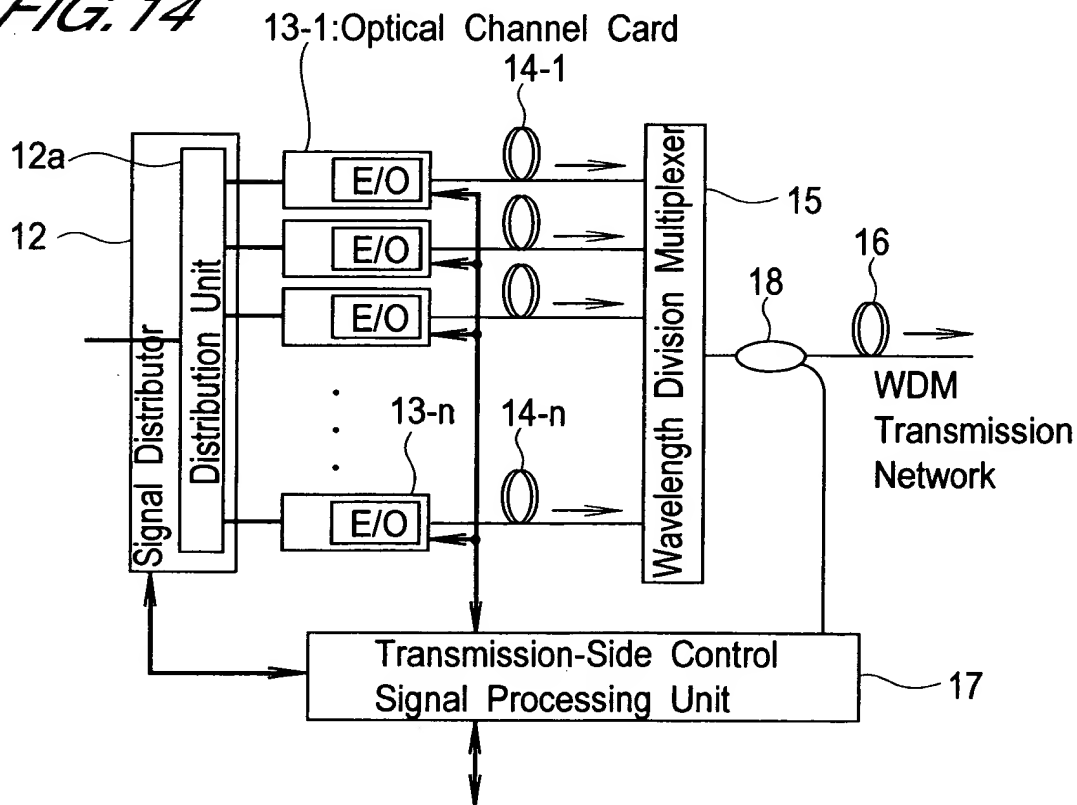 FIG. 14
13-1:Optical Channel Card
14-1
12a
12
E/O
E/O
E/O
13-n
E/O
14-n
Signal Distributor
Distribution Unit
Wavelength Division Multiplexer
15
16
18
WDM
Transmission
Network
Transmission-Side Control
Signal Processing Unit
17